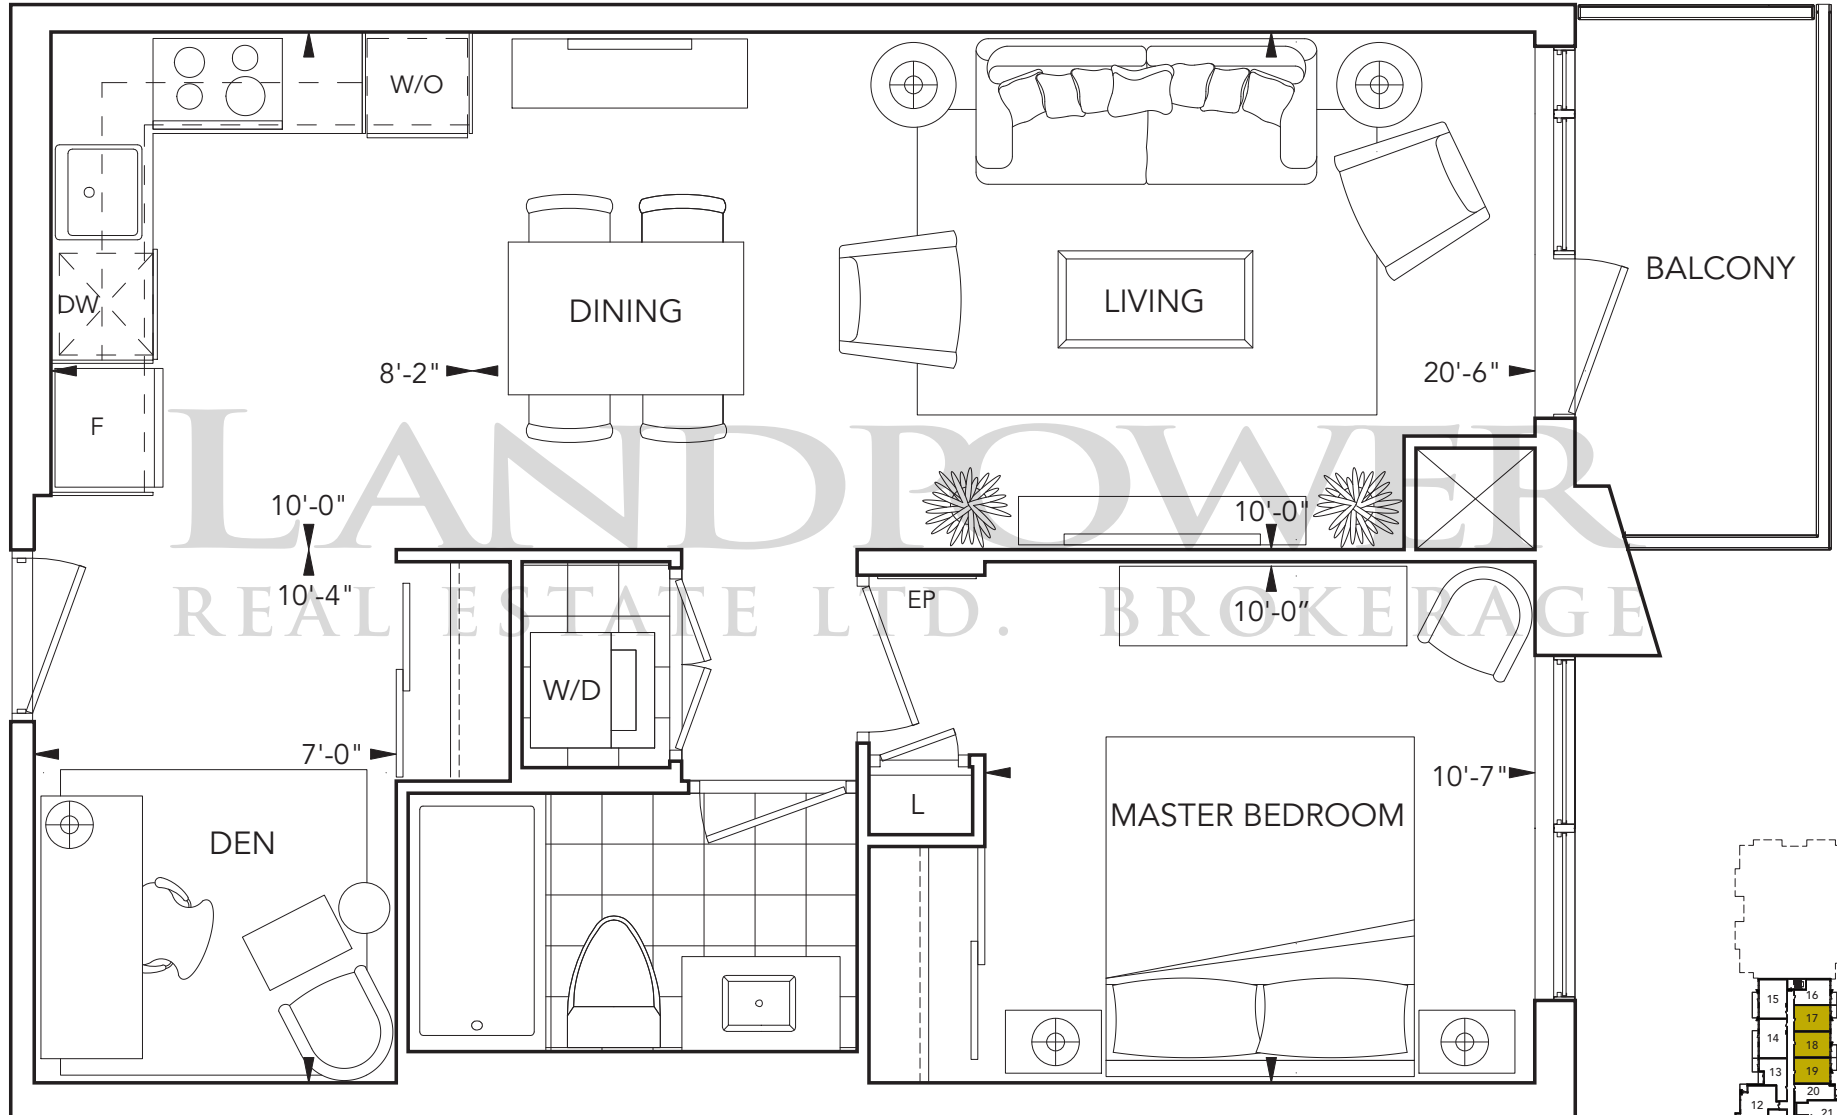 W/O
BALCONY
LIVING
DINING
DW
8'-2"
20'-6"
F
LANDPOWER
10'-0"
10'-0"
10'-4"
EP
10'-0”
REAL ESTATE LTD. BROKERAGE
W/D
7'-0"
10'-7"
L
MASTER BEDROOM
DEN
15
16
17
14
18
13
19
20
12
21